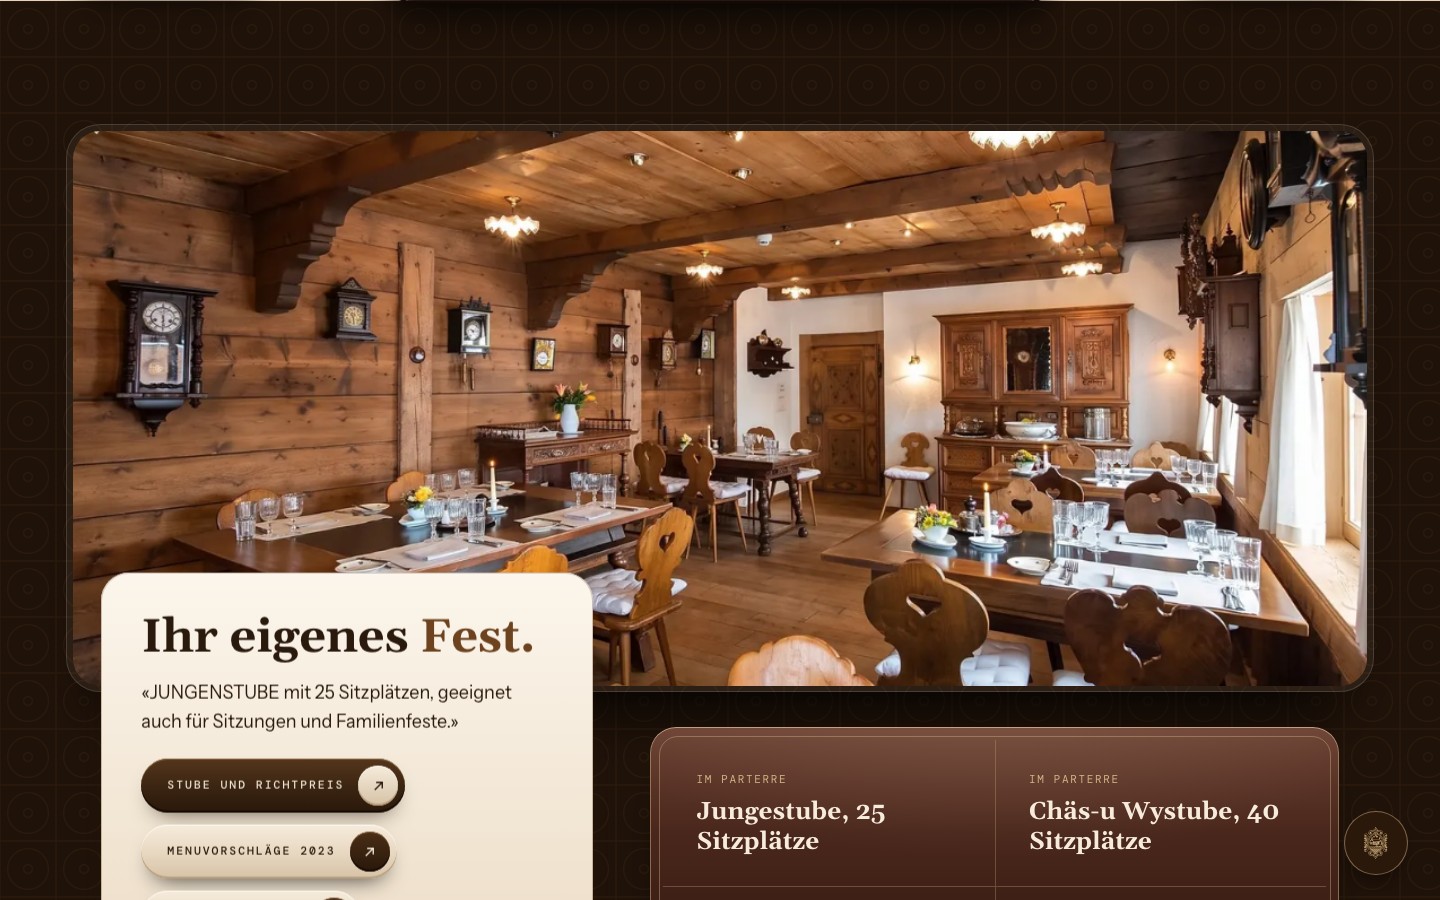 Ihr eigenes Fest.
«JUNGENSTUBE mit 25 Sitzplätzen, geeignet
auch für Sitzungen und Familienfeste.»
STUBE UND RICHTPREIS
MENUVORSCHLÄGE 2023
IM PARTERRE
Jungestube, 25
Sitzplätze
IM PARTERRE
Chäs-u Wystube, 40
Sitzplätze